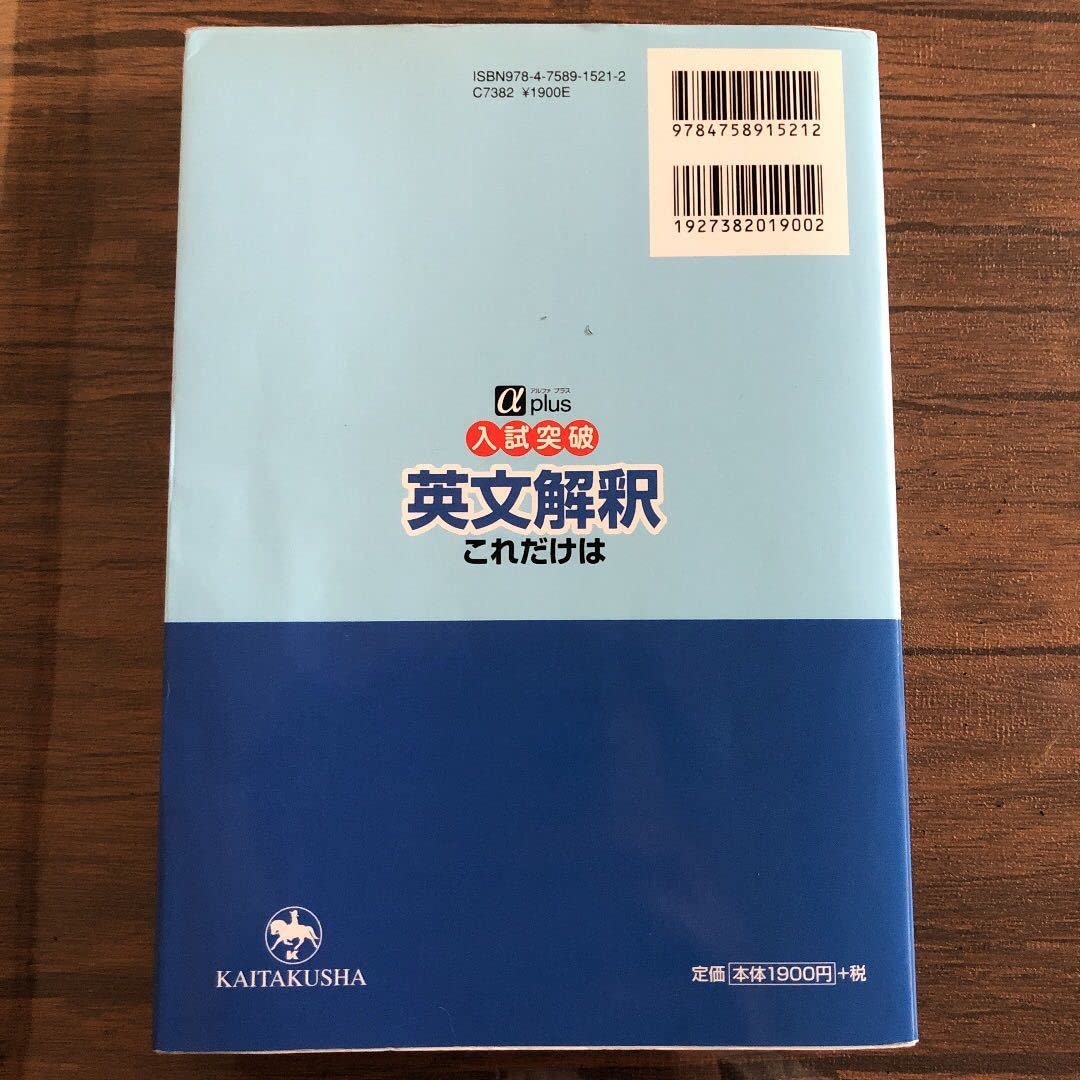 ISBN978-4-7589-1521-2
C7382 ¥1900E
9784758915212
1927382019002
アルファ プラス
α plus
入試突破
英文解釈
これだけは
K
KAITAKUSHA
定価 本体1900円+税